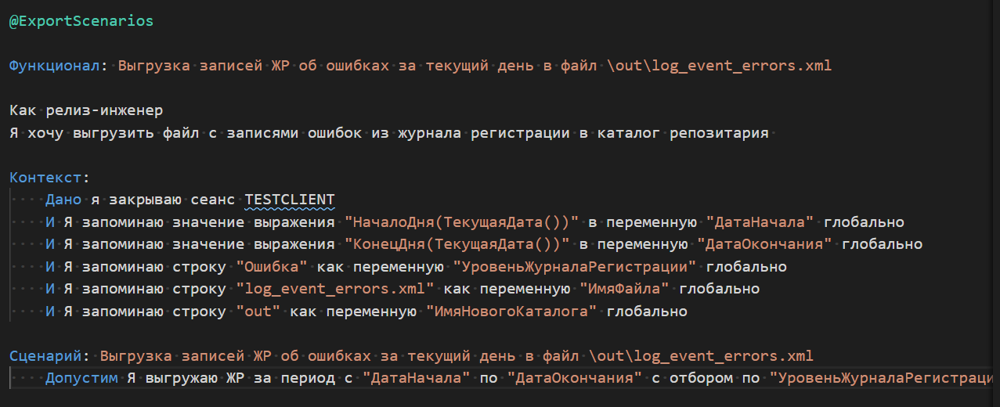 @ExportScenarios
Функционал: Выгрузка записей ЖР об ошибках за текущий день в файл \out\log_event_errors.xml
Как релиз-инженер
Я хочу выгрузить файл с записями ошибок из журнала регистрации в каталог репозитария
Контекст:
Дано я закрываю сеанс TESTCLIENT
И Я запоминаю значение выражения "НачалоДня(ТекущаяДата())" в переменную "ДатаНачала" глобально
И Я запоминаю значение выражения "КонецДня(ТекущаяДата())" в переменную "ДатаОкончания" глобально
И Я запоминаю строку "Ошибка" как переменную "УровеньЖурналаРегистрации" глобально
И Я запоминаю строку "log_event_errors.xml" как переменную "ИмяФайла" глобально
И Я запоминаю строку "out" как переменную "ИмяНовогоКаталога" глобально
Сценарий: Выгрузка записей ЖР об ошибках за текущий день в файл \out\log_event_errors.xml
Допустим Я выгружаю ЖР за период с "ДатаНачала" по "ДатаОкончания" с отбором по "УровеньЖурналаРегистраци